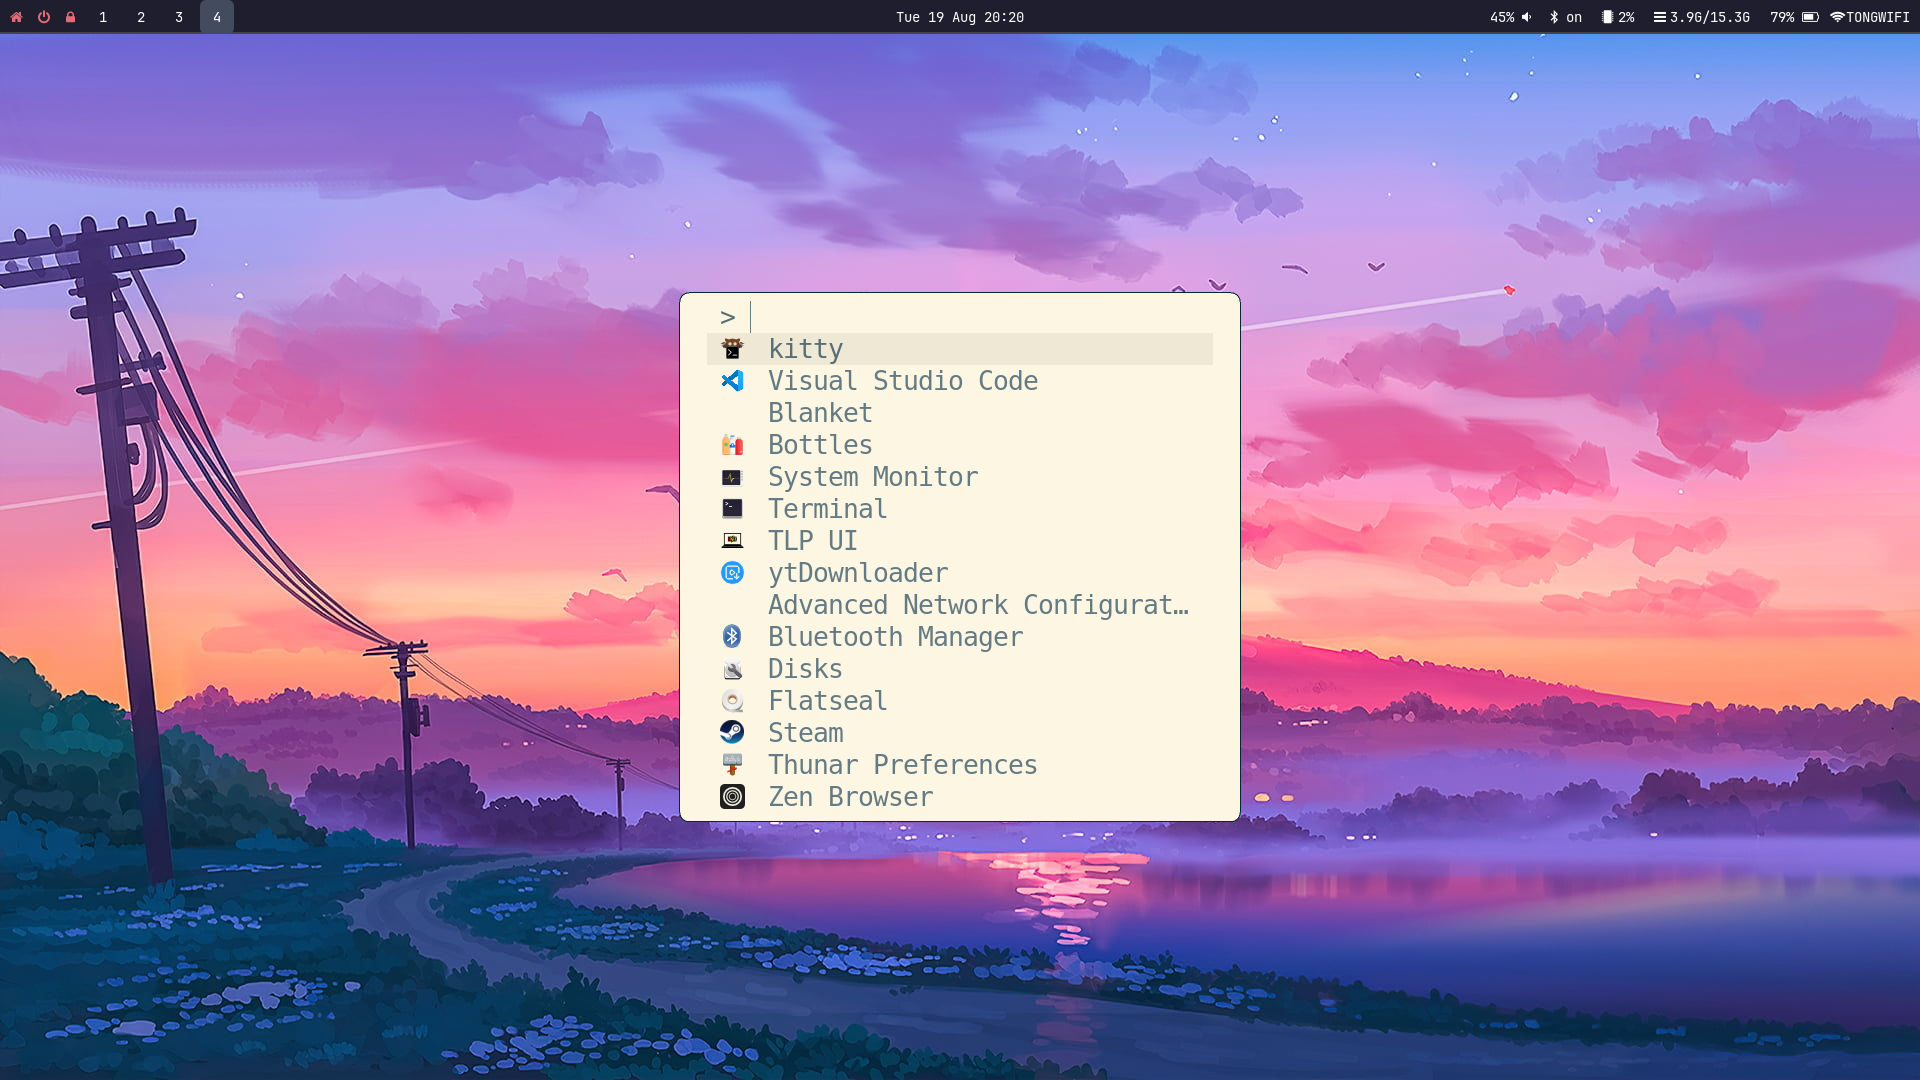 1 2 3 4 Tue 19 Aug 20:20 45% on 2% 3.9G/15.3G 79% TONGWIFI
>
kitty
Visual Studio Code
Blanket
Bottles
System Monitor
Terminal
TLP UI
ytDownloader
Advanced Network Configurat…
Bluetooth Manager
Disks
Flatseal
Steam
Thunar Preferences
Zen Browser